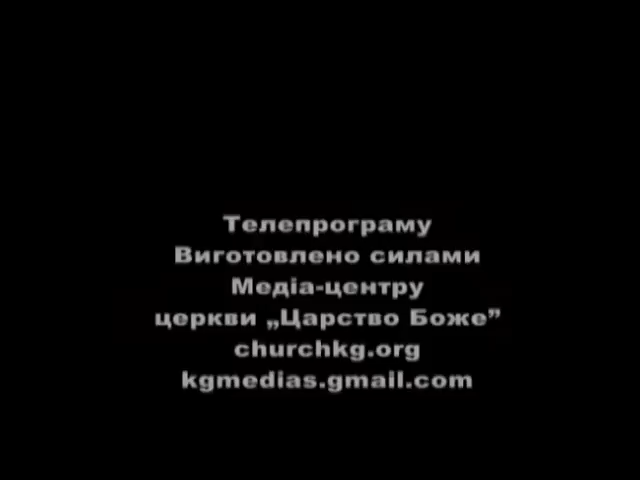 Телепрограму
Виготовлено силами
Медіа-центру
церкви „Царство Боже”
churchkg.org
kgmedias.gmail.com